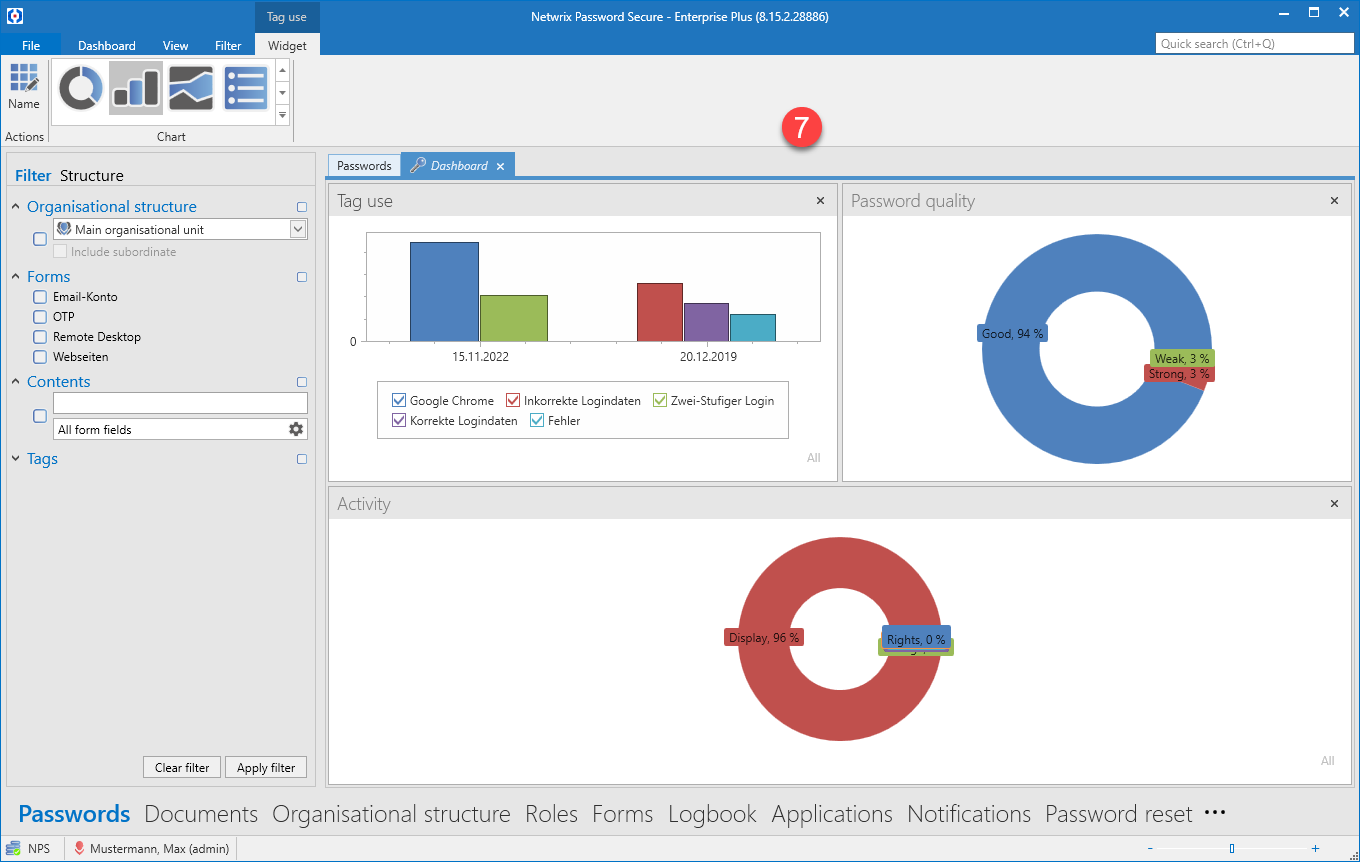 Tag use
Netwrix Password Secure - Enterprise Plus (8.15.2.28886)
File Dashboard View Filter Widget
Quick search (Ctrl+Q)
Name
Actions Chart
7
Passwords Dashboard
Filter Structure
Organisational structure
Main organisational unit
Include subordinate
Forms
Email-Konto
OTP
Remote Desktop
Webseiten
Contents
All form fields
Tags
Clear filter Apply filter
Tag use
0
15.11.2022 20.12.2019
Google Chrome Inkorrekte Logindaten Zwei-Stufiger Login
Korrekte Logindaten Fehler
All
Password quality
Good, 94 %
Weak, 3 %
Strong, 3 %
Activity
Display, 96 %
Rights, 0 %
All
Passwords Documents Organisational structure Roles Forms Logbook Applications Notifications Password reset ···
NPS Mustermann, Max (admin)
- +